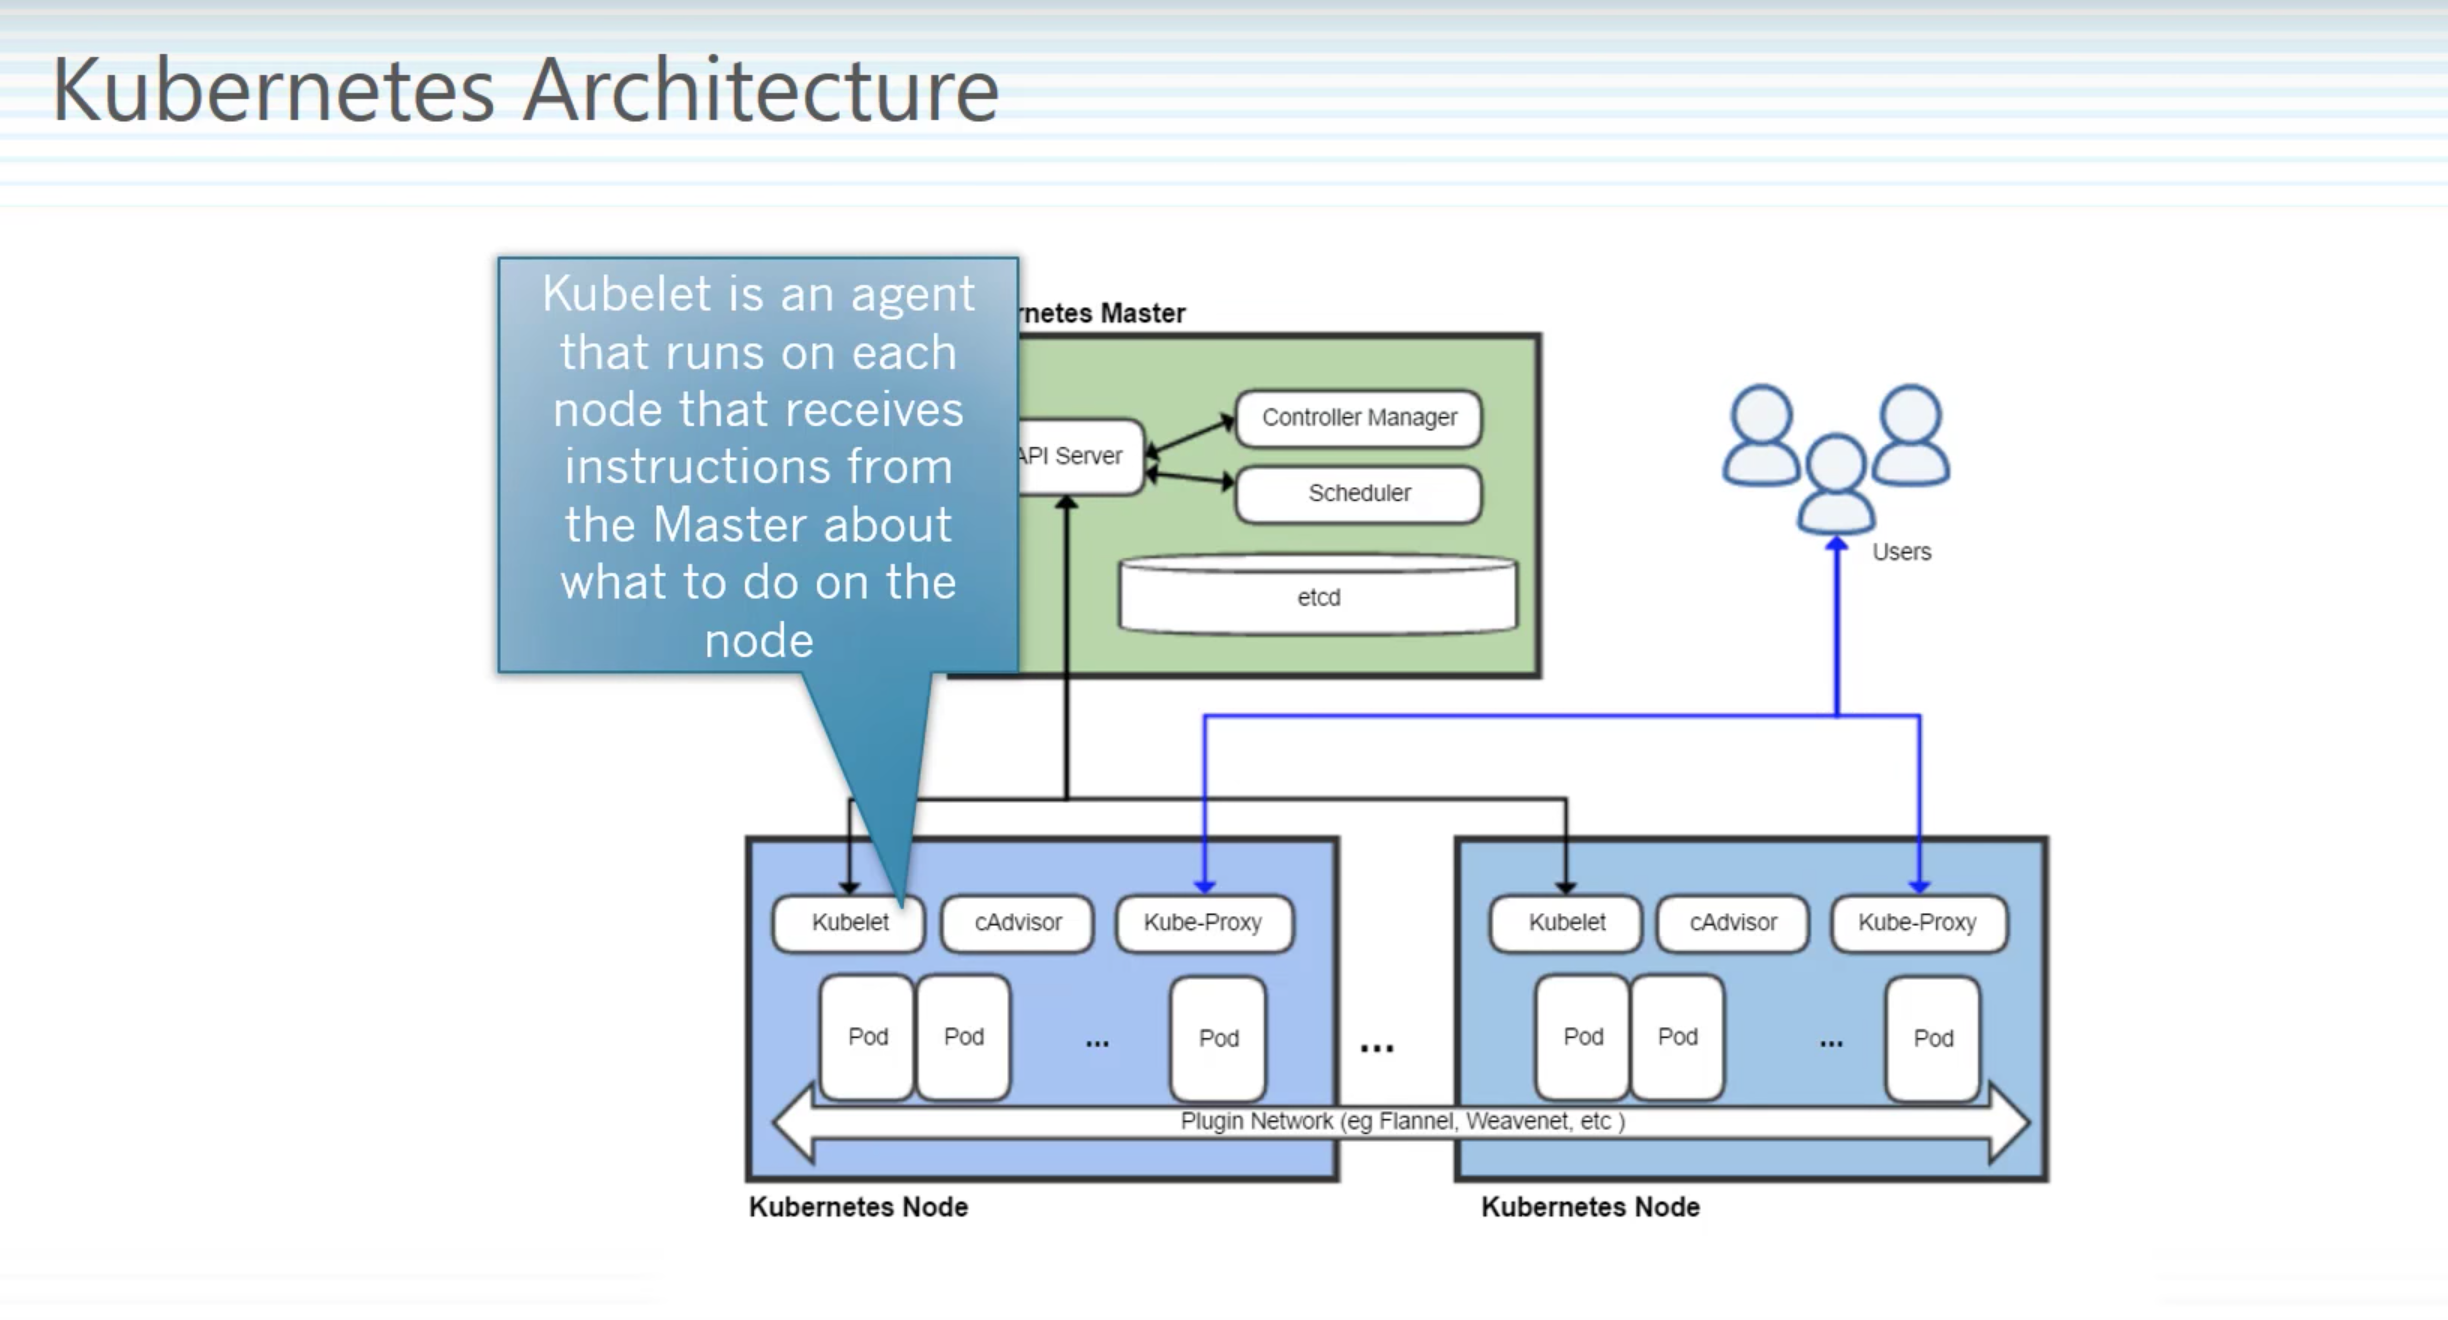 Kubernetes Architecture
Kubelet is an agent
that runs on each
node that receives
instructions from
the Master about
what to do on the
node
rnetes Master
API Server
Controller Manager
Scheduler
etcd
Users
Kubelet
cAdvisor
Kube-Proxy
Kubelet
cAdvisor
Kube-Proxy
Pod
Pod
...
Pod
...
Pod
Pod
...
Pod
Plugin Network (eg Flannel, Weavenet, etc )
Kubernetes Node
Kubernetes Node